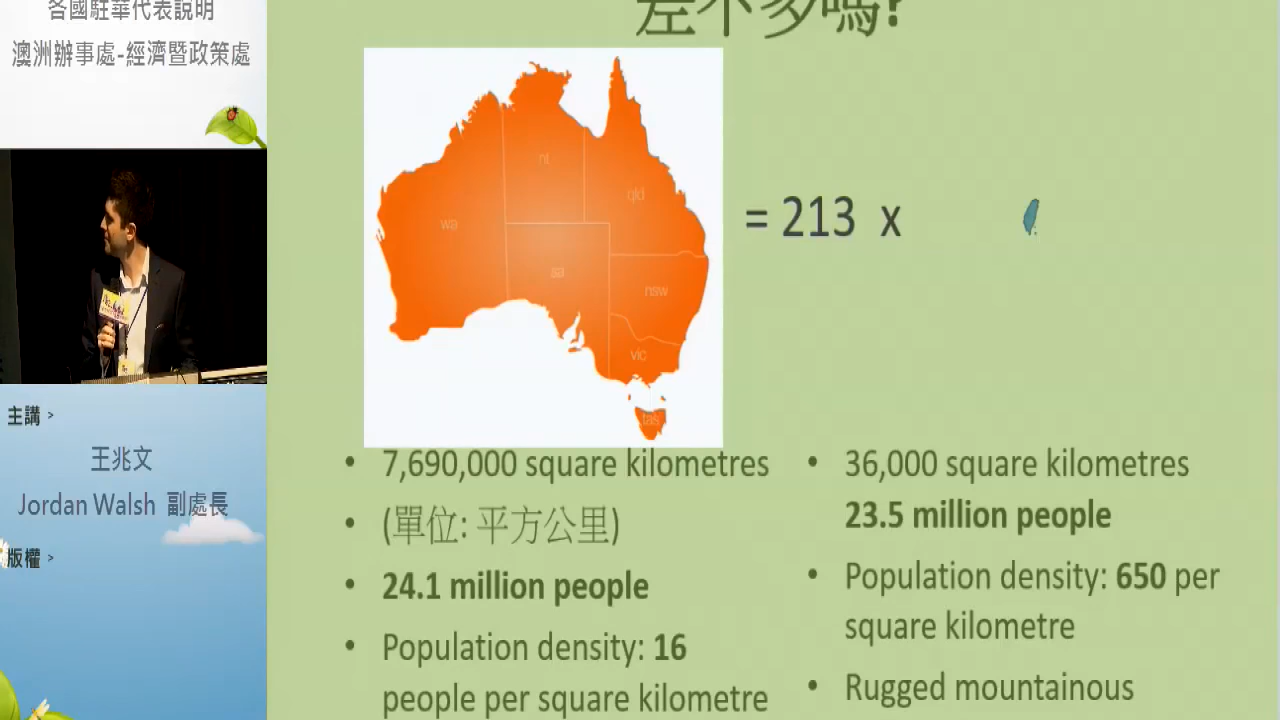 各國駐華代表說明
澳洲辦事處-經濟暨政策處
主講 >
王兆文
Jordan Walsh 副處長
版權 >
差不多嗎?
wa
nt
qld
sa
nsw
vic
tas
= 213 x
• 7,690,000 square kilometres
• (單位: 平方公里)
• 24.1 million people
• Population density: 16
people per square kilometre
• 36,000 square kilometres
23.5 million people
• Population density: 650 per
square kilometre
• Rugged mountainous